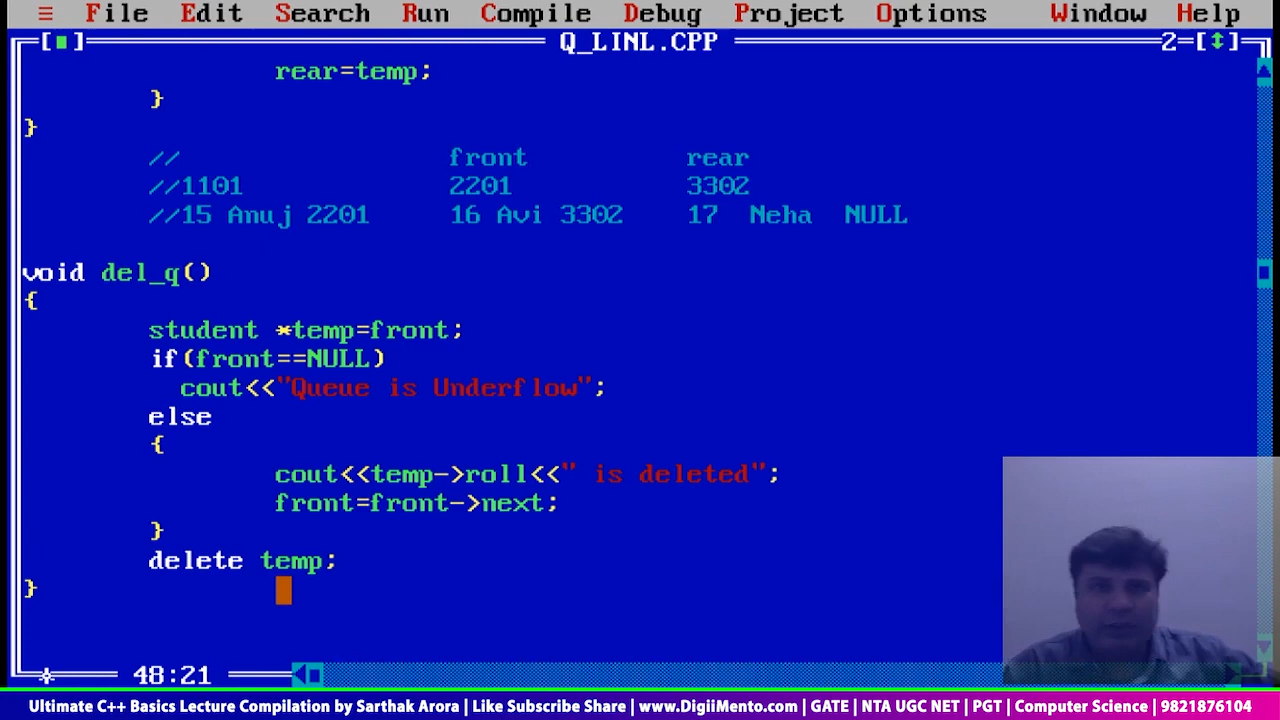 ≡ File Edit Search Run Compile Debug Project Options Window Help
[■] Q_LINL.CPP 2=[↕]
rear=temp;
}
}
// front rear
//1101 2201 3302
//15 Anuj 2201 16 Avi 3302 17 Neha NULL
void del_q()
{
student *temp=front;
if(front==NULL)
cout<<"Queue is Underflow";
else
{
cout<<temp->roll<<" is deleted";
front=front->next;
}
delete temp;
}
48:21
Ultimate C++ Basics Lecture Compilation by Sarthak Arora | Like Subscribe Share | www.DigiiMento.com | GATE | NTA UGC NET | PGT | Computer Science | 9821876104